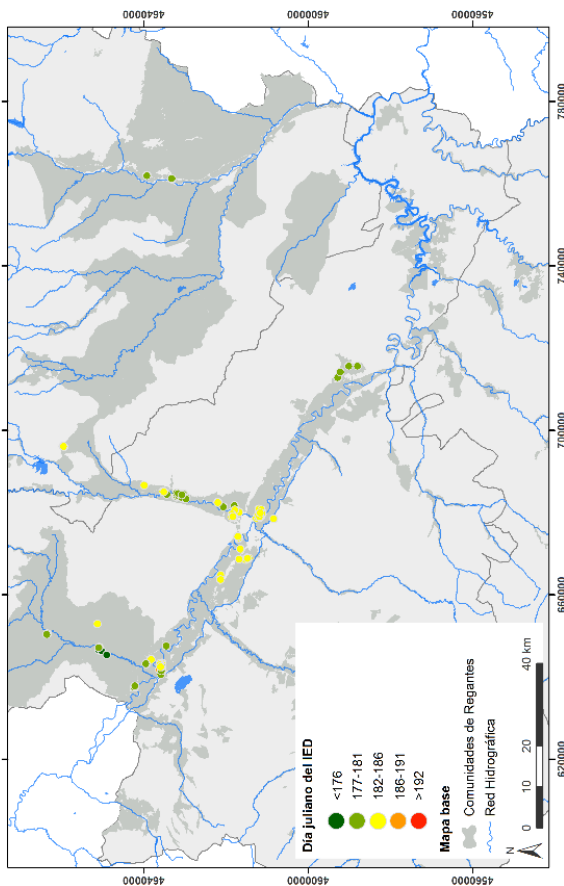 4640000
4600000
4560000
4640000
4600000
4560000
Día juliano del IED
<176
177-181
182-186
186-191
>192
Mapa base
Comunidades de Regantes
Red Hidrográfica
N
0 10 20 40 km
620000
660000
700000
740000
780000